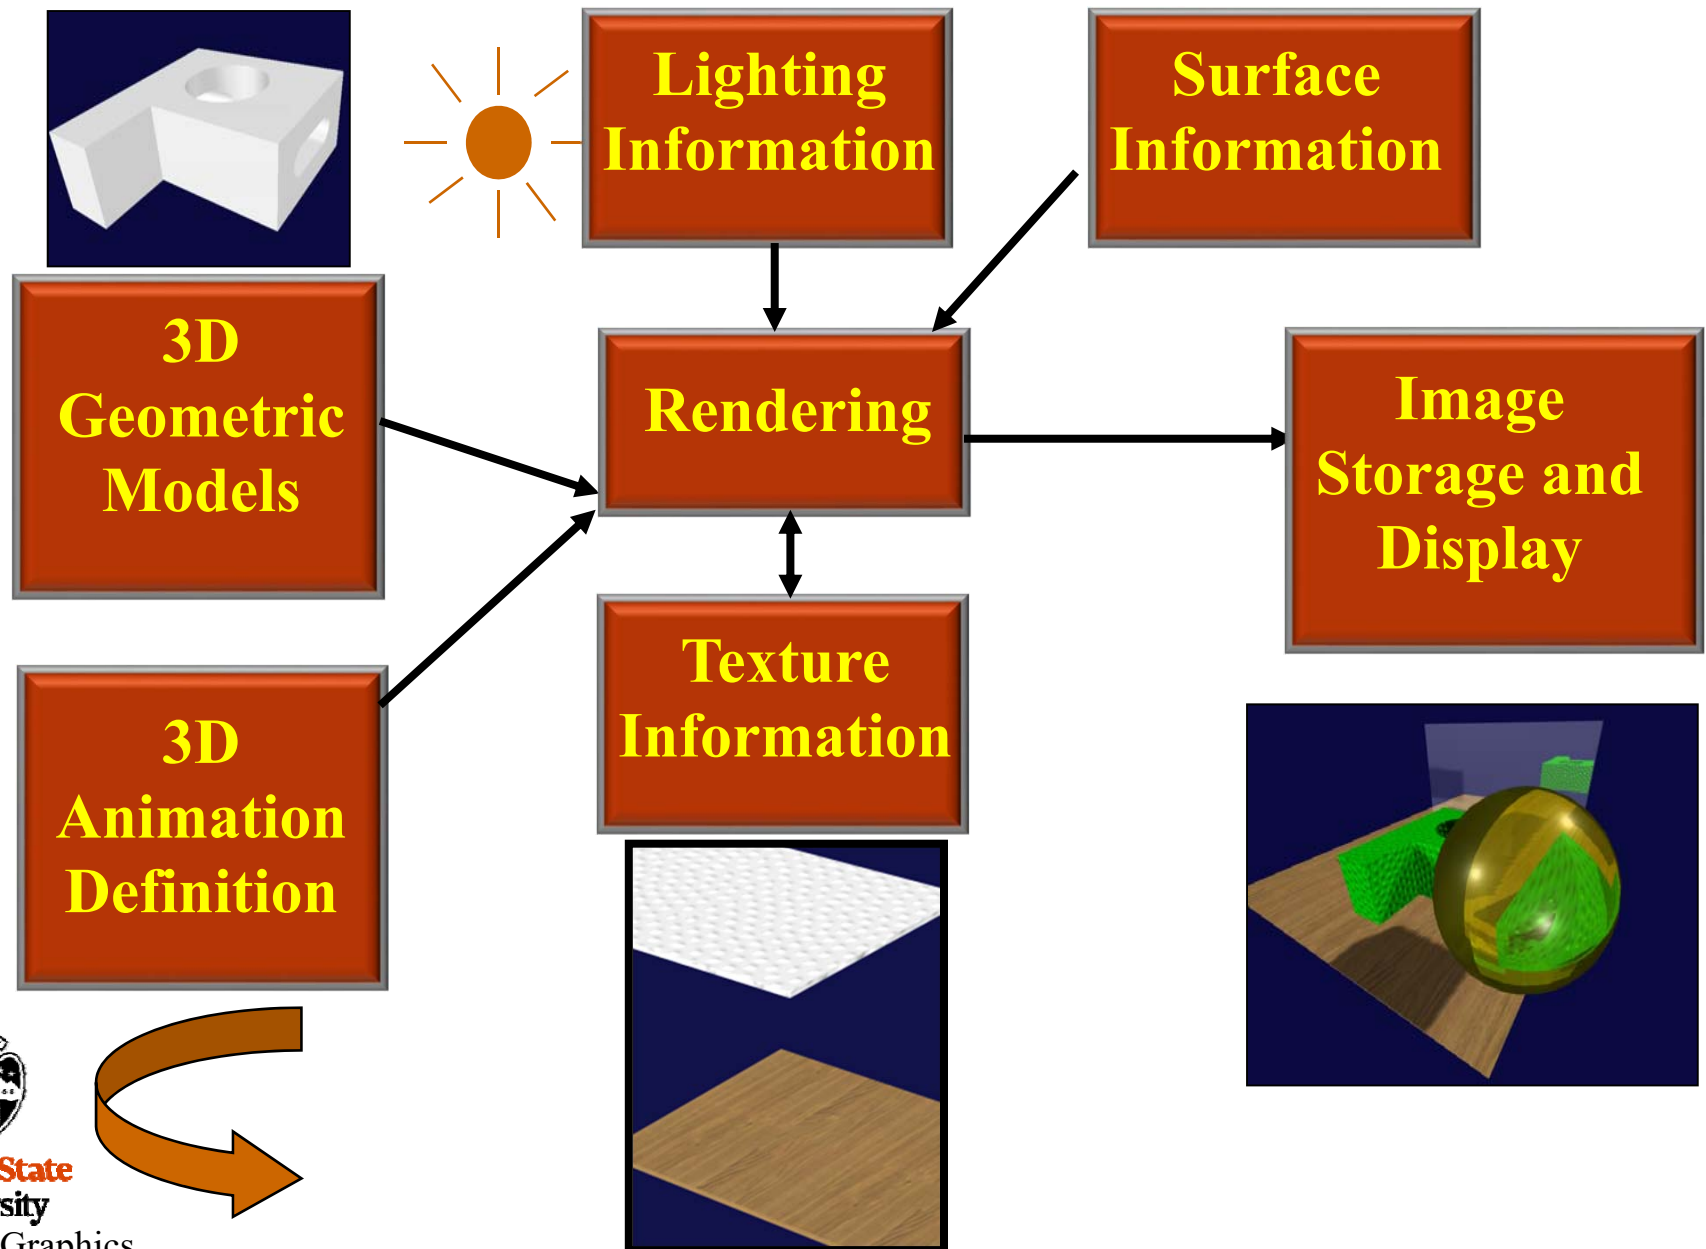 Lighting
Information
Surface
Information
3D
Geometric
Models
Rendering
Image
Storage and
Display
3D
Animation
Definition
Texture
Information
State
sity
Graphics